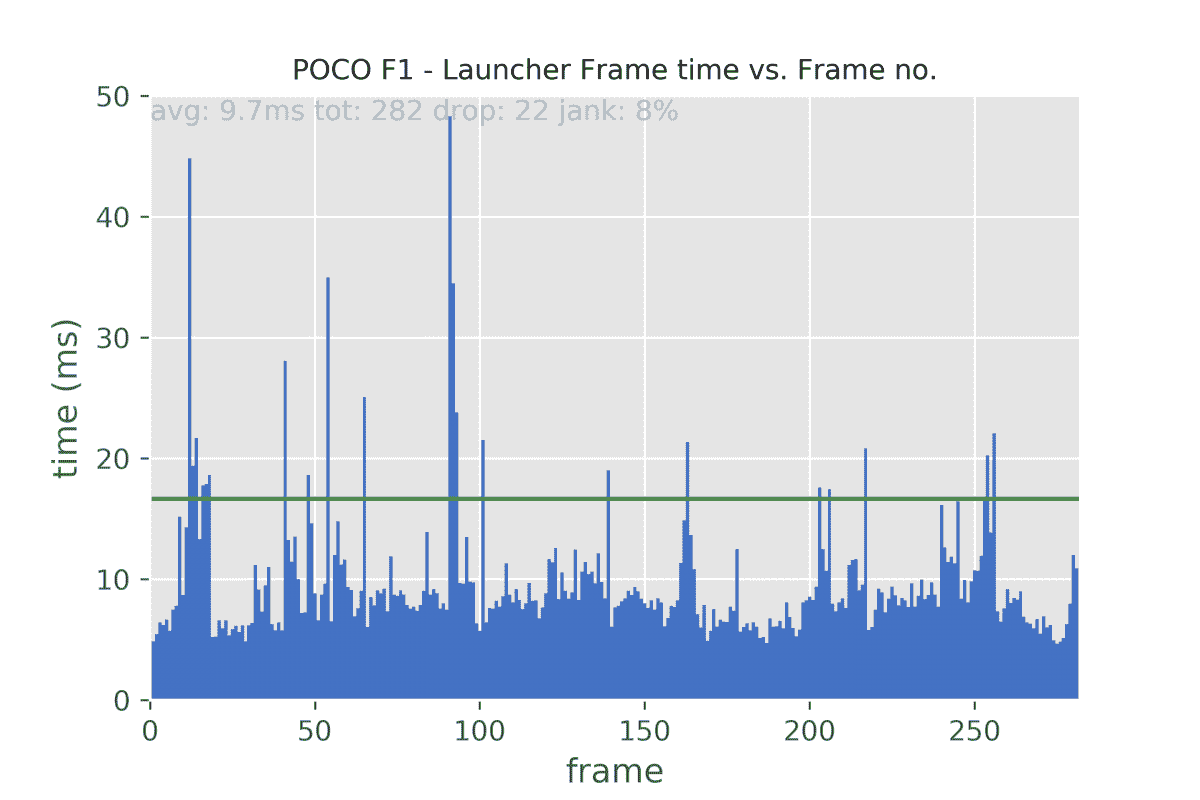 POCO F1 - Launcher Frame time vs. Frame no.
avg: 9.7ms tot: 282 drop: 22 jank: 8%
50
40
30
20
10
0
time (ms)
0 50 100 150 200 250
frame